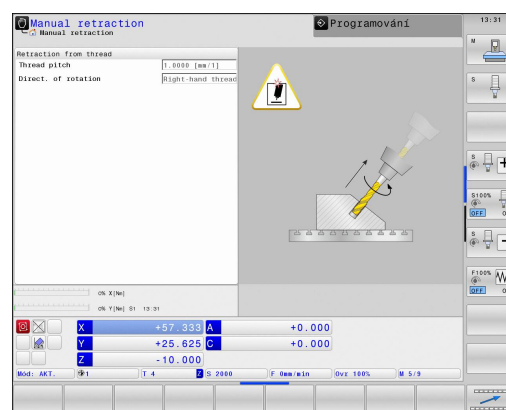 Manual retraction
Manual retraction
Programování
13:31
Retraction from thread
Thread pitch 1.0000 [mm/1]
Direct. of rotation Right-hand thread
M
S
S
S100%
OFF
S
F100%
OFF
0% X[Nm]
0% Y[Nm] S1 13:31
X +57.333 A +0.000
Y +25.625 C +0.000
Z -10.000
Mód: AKT. 1 T 4 Z S 2000 F 0mm/min Ovr 100% M 5/9